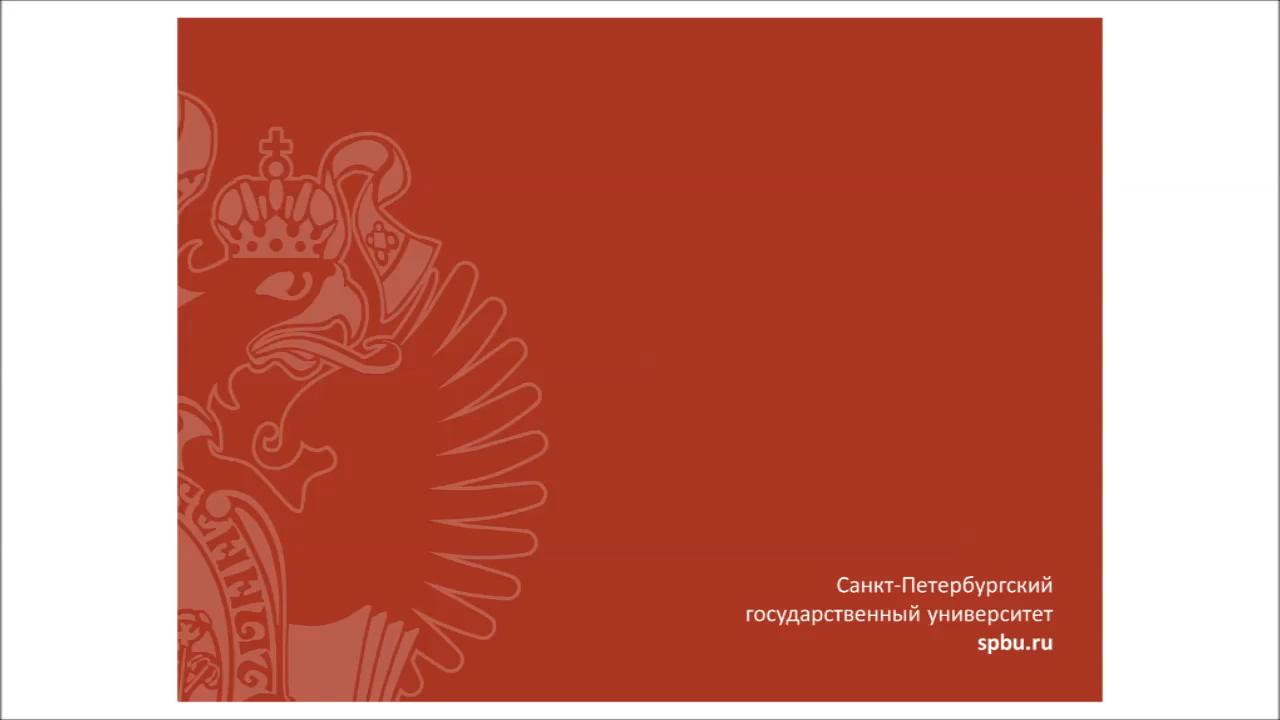 Санкт-Петербургский
государственный университет
spbu.ru